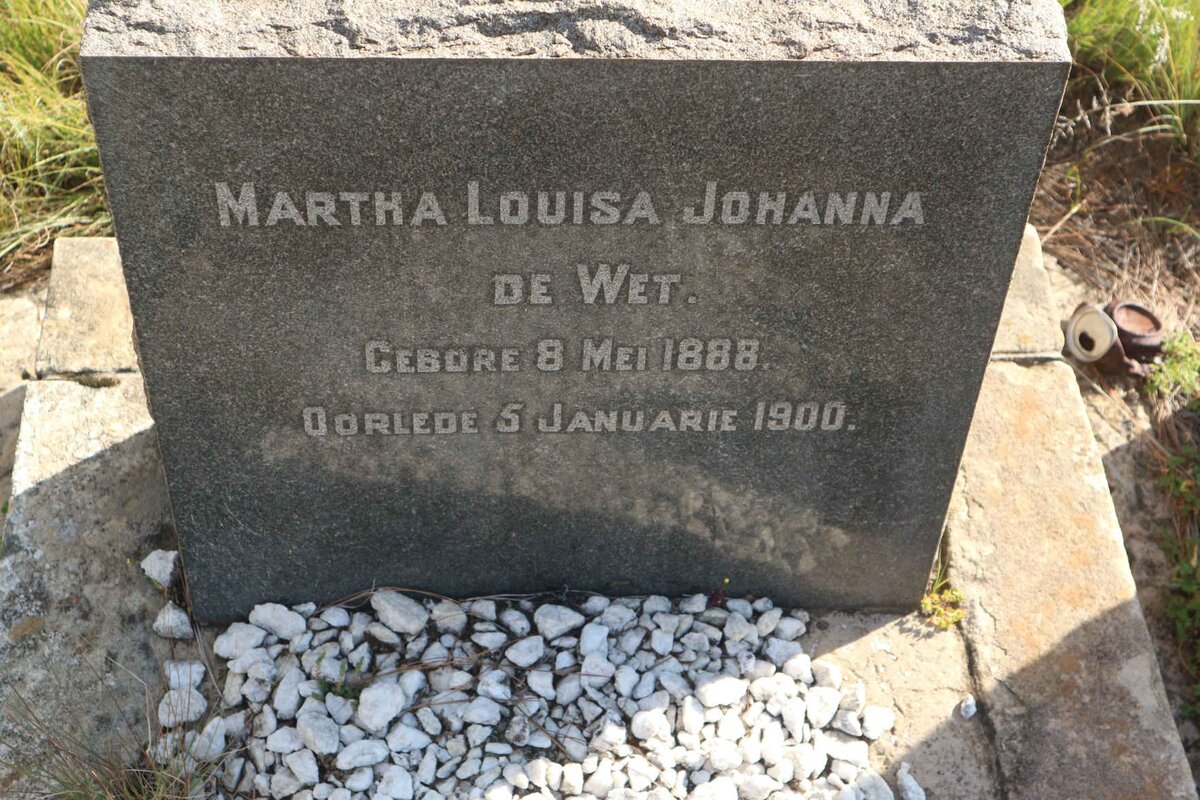 MARTHA LOUISA JOHANNA
DE WET.
GEBORE 8 MEI 1888.
OORLEDE 5 JANUARIE 1900.